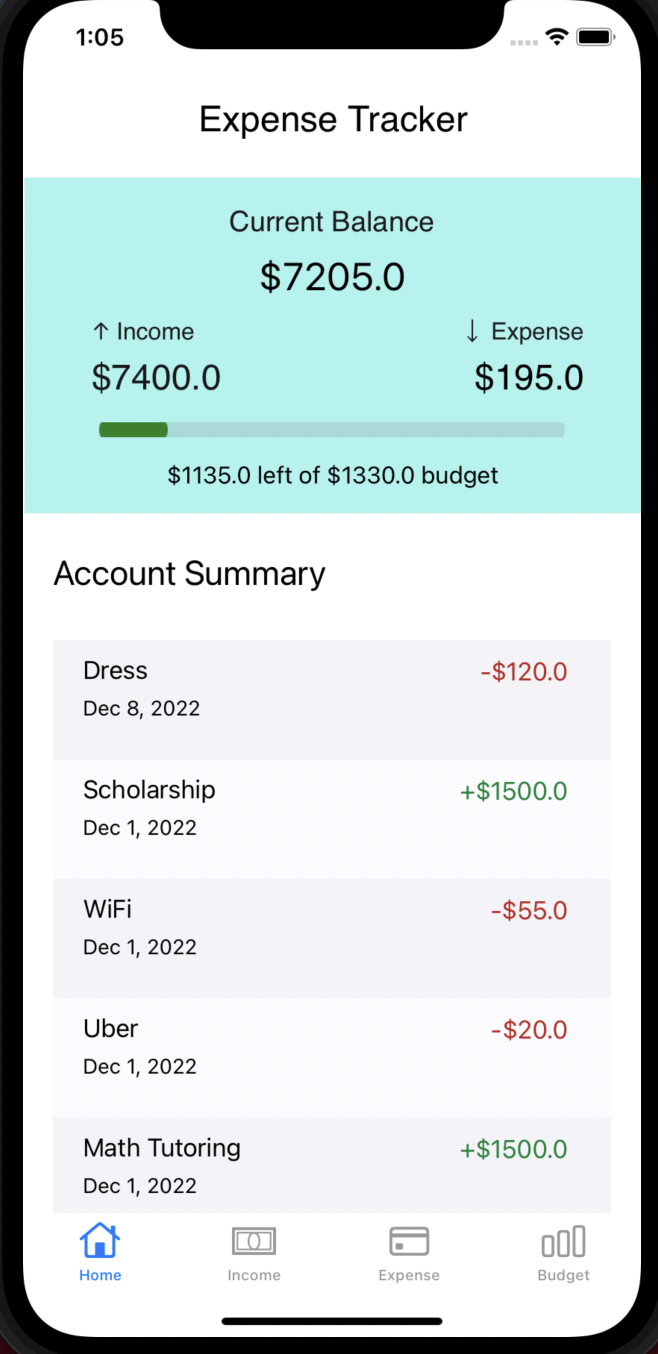 1:05
Expense Tracker
Current Balance
$7205.0
↑ Income ↓ Expense
$7400.0 $195.0
$1135.0 left of $1330.0 budget
Account Summary
Dress -$120.0
Dec 8, 2022
Scholarship +$1500.0
Dec 1, 2022
WiFi -$55.0
Dec 1, 2022
Uber -$20.0
Dec 1, 2022
Math Tutoring +$1500.0
Dec 1, 2022
Home Income Expense Budget